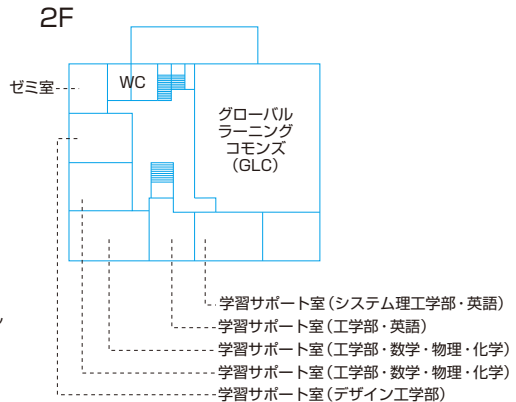 2F
ゼミ室
WC
グローバル
ラーニング
コモンズ
（GLC）
学習サポート室（システム理工学部・英語）
学習サポート室（工学部・英語）
学習サポート室（工学部・数学・物理・化学）
学習サポート室（工学部・数学・物理・化学）
学習サポート室（デザイン工学部）